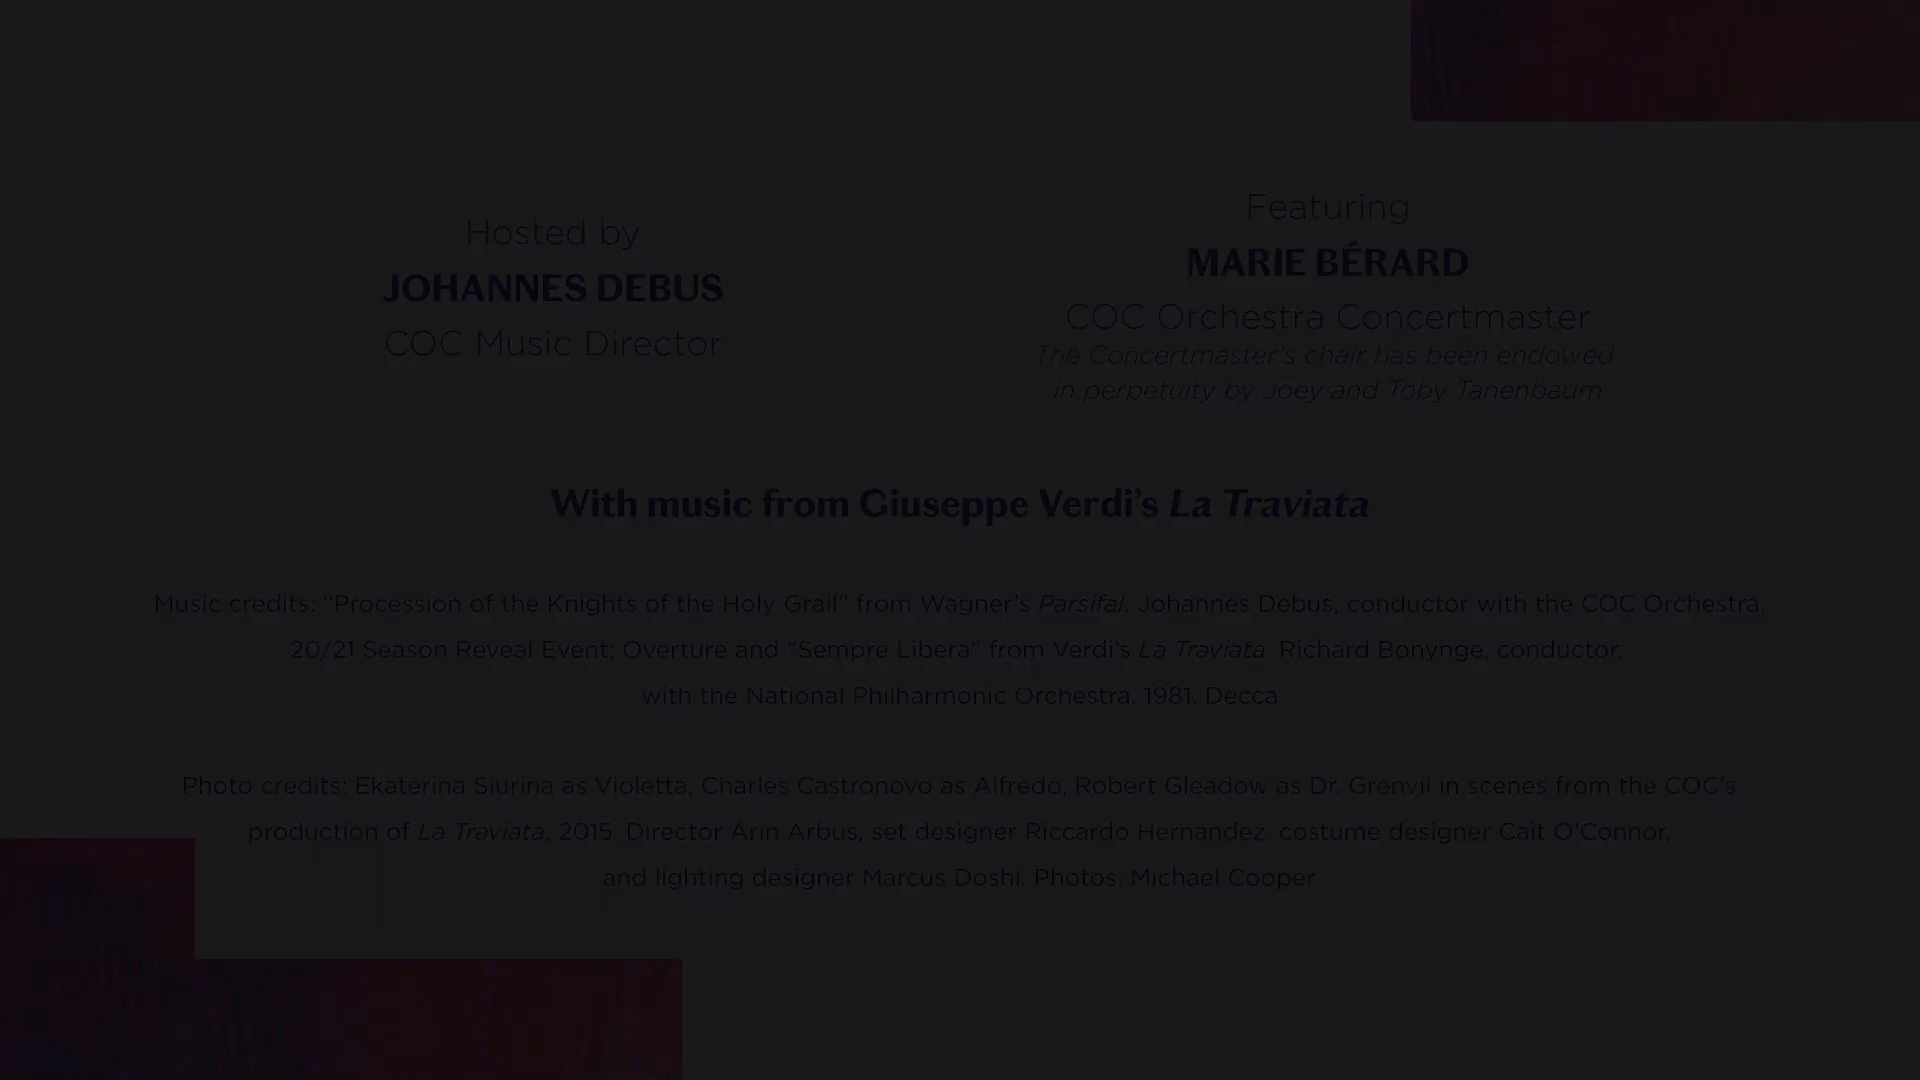 Hosted by
JOHANNES DEBUS
COC Music Director
Featuring
MARIE BÉRARD
COC Orchestra Concertmaster
The Concertmaster's chair has been endowed
in perpetuity by Joey and Toby Tanenbaum
With music from Giuseppe Verdi's La Traviata
Music credits: “Procession of the Knights of the Holy Grail” from Wagner's Parsifal. Johannes Debus, conductor with the COC Orchestra,
20/21 Season Reveal Event; Overture and “Sempre Libera” from Verdi's La Traviata. Richard Bonynge, conductor,
with the National Philharmonic Orchestra, 1981. Decca
Photo credits: Ekaterina Siurina as Violetta, Charles Castronovo as Alfredo, Robert Gleadow as Dr. Grenvil in scenes from the COC's
production of La Traviata, 2015. Director Arin Arbus, set designer Riccardo Hernandez, costume designer Cait O'Connor,
and lighting designer Marcus Doshi. Photos: Michael Cooper